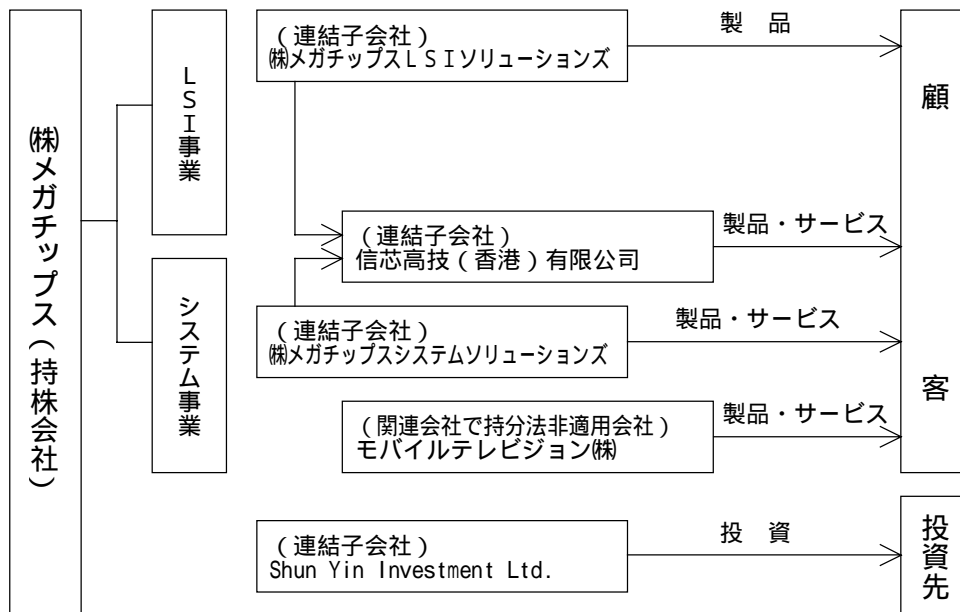 ㈱メガチップス(持株会社)
LSI事業
システム事業
(連結子会社)
㈱メガチップスLSIソリューションズ
製 品
(連結子会社)
信芯高技(香港)有限公司
製品・サービス
(連結子会社)
㈱メガチップスシステムソリューションズ
製品・サービス
(関連会社で持分法非適用会社)
モバイルテレビジョン㈱
製品・サービス
顧 客
(連結子会社)
Shun Yin Investment Ltd.
投 資
投資先